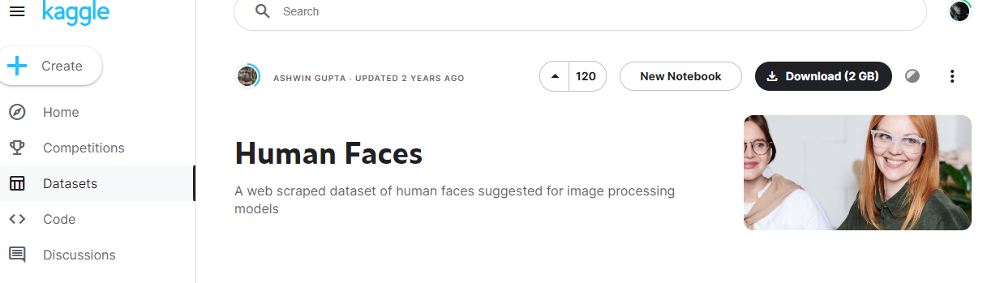 kaggle
Search
Create
ASHWIN GUPTA · UPDATED 2 YEARS AGO
120
New Notebook
Download (2 GB)
Home
Competitions
Datasets
Code
Discussions
Human Faces
A web scraped dataset of human faces suggested for image processing
models